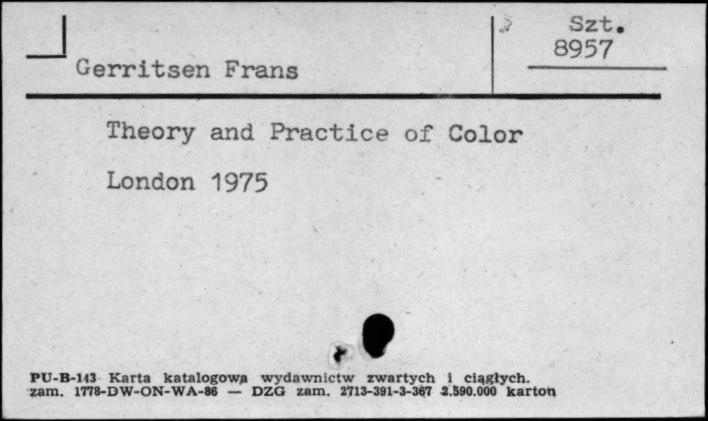 Szt.
8957
Gerritsen Frans
Theory and Practice of Color
London 1975
PU-B-143 Karta katalogowa wydawnictw zwartych i ciągłych.
zam. 1778-DW-ON-WA-86 — DZG zam. 2713-391-3-367 2.590.000 karton